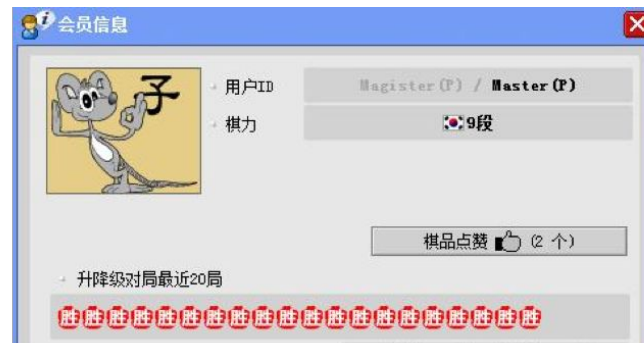 会员信息
子
用户ID Magister(P) / Master(P)
棋力 9段
棋品点赞 (2 个)
升降级对局最近20局
胜胜胜胜胜胜胜胜胜胜胜胜胜胜胜胜胜胜胜胜